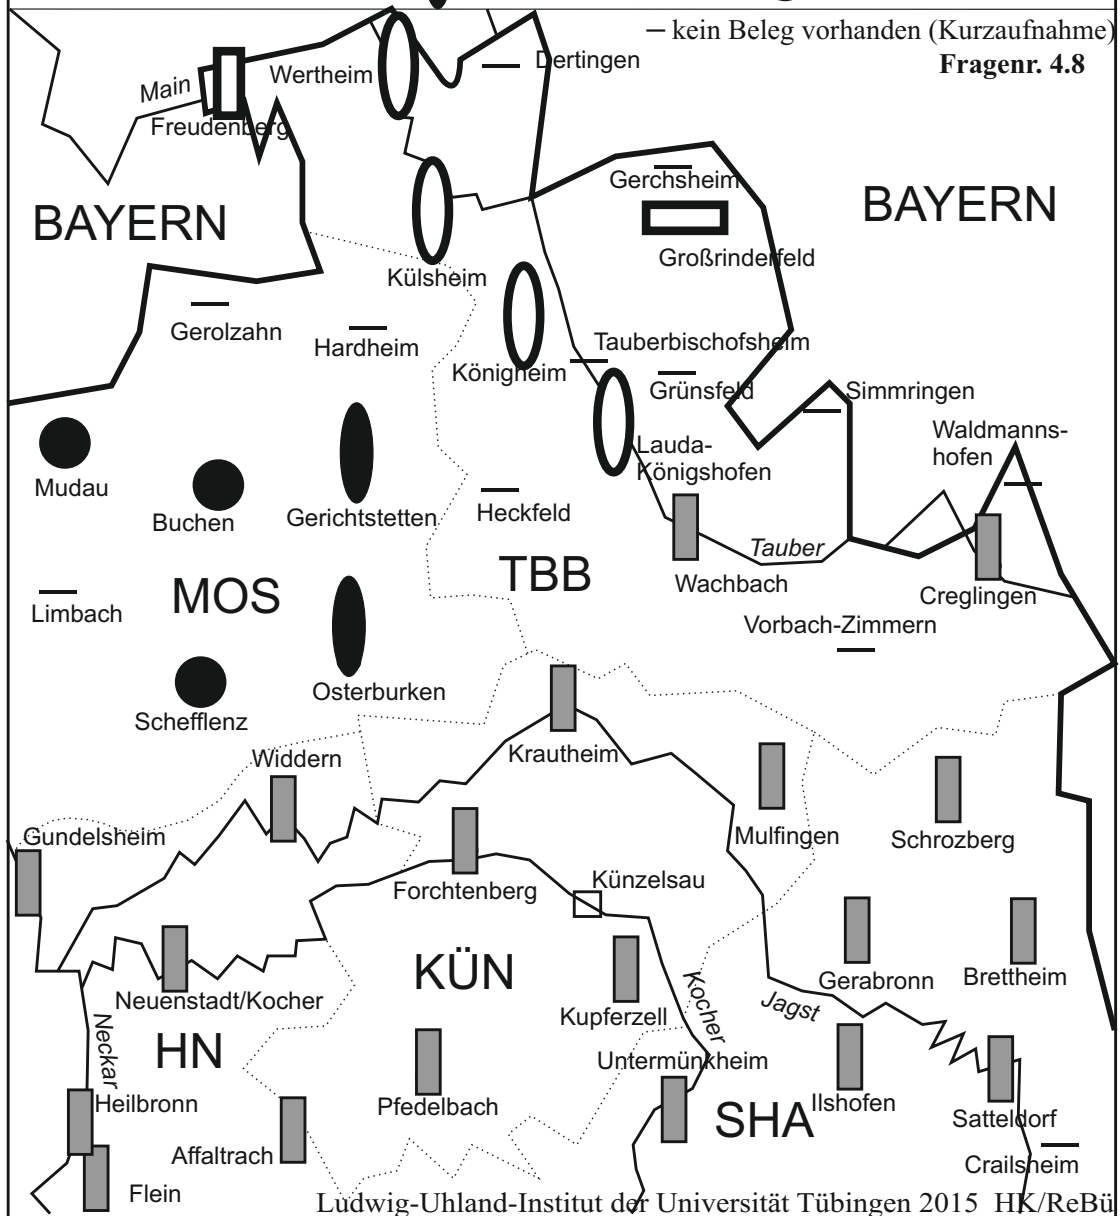 – kein Beleg vorhanden (Kurzaufnahme)
Fragenr. 4.8
Dertingen
Wertheim
Main
Freudenberg
Gerchsheim
BAYERN
BAYERN
Großrinderfeld
Külsheim
Gerolzahn
Hardheim
Tauberbischofsheim
Königheim
Grünsfeld
Simmringen
Waldmanns-
hofen
Lauda-
Königshofen
Mudau
Buchen
Gerichtstetten
Heckfeld
Tauber
TBB
Wachbach
MOS
Creglingen
Limbach
Vorbach-Zimmern
Osterburken
Schefflenz
Widdern
Krautheim
Gundelsheim
Mulfingen
Schrozberg
Künzelsau
Forchtenberg
KÜN
Gerabronn
Brettheim
Neuenstadt/Kocher
Kocher
Jagst
Kupferzell
Neckar
HN
Untermünkheim
Heilbronn
Pfedelbach
SHA
Ilshofen
Satteldorf
Affaltrach
Crailsheim
Flein
Ludwig-Uhland-Institut der Universität Tübingen 2015 HK/ReBü